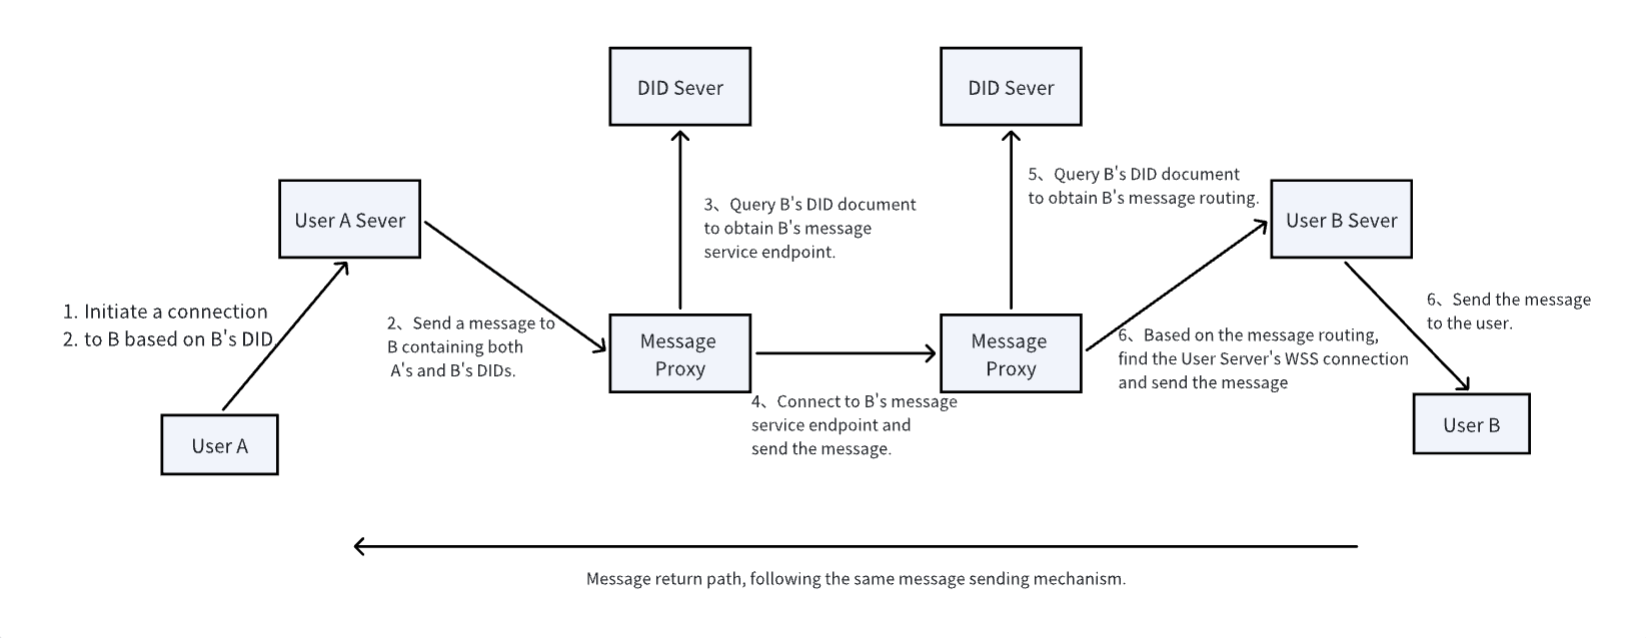 DID Sever
DID Sever
User A Sever
5、Query B's DID document
to obtain B's message routing.
User B Sever
3、Query B's DID document
to obtain B's message
service endpoint.
1. Initiate a connection
2. to B based on B's DID
2、Send a message to
B containing both
A's and B's DIDs.
Message
Proxy
Message
Proxy
6、Send the message
to the user.
6、Based on the message routing,
find the User Server's WSS connection
and send the message
4、Connect to B's message
service endpoint and
send the message.
User A
User B
Message return path, following the same message sending mechanism.